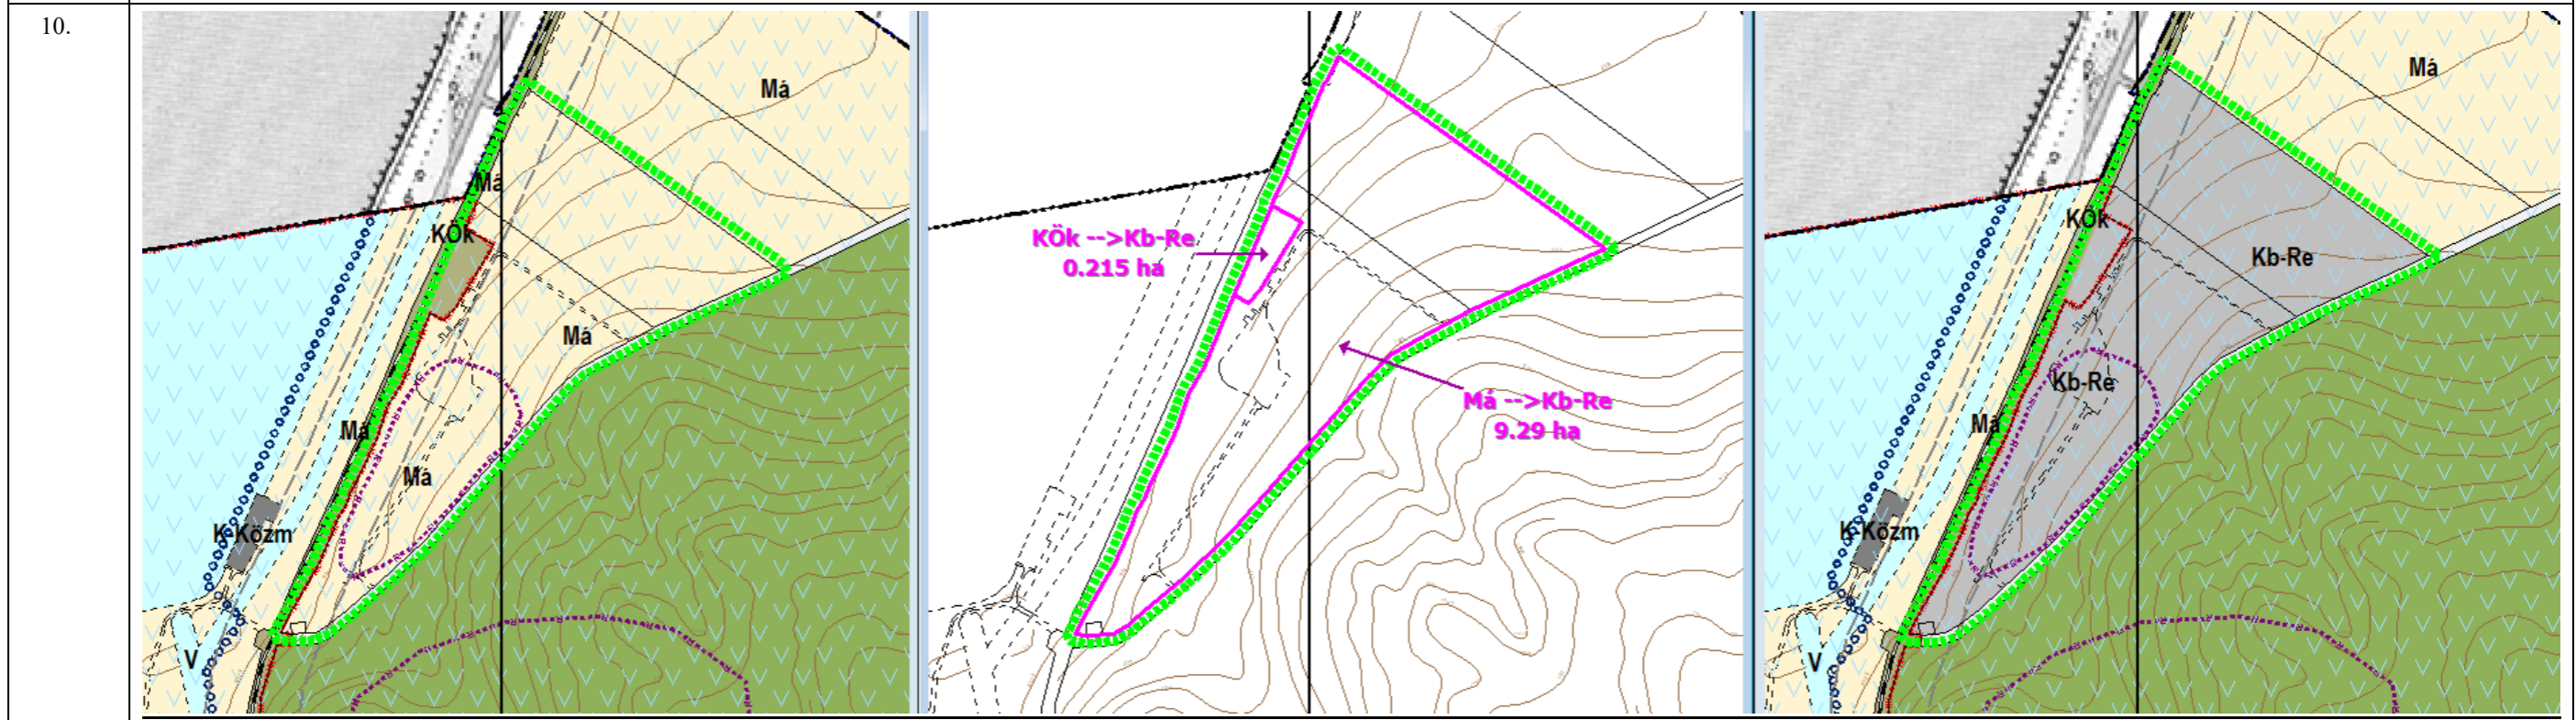 10.
Má
Má
KÖk
Má
Má
Má
K-Közm
V
KÖk -->Kb-Re
0.215 ha
Má -->Kb-Re
9.29 ha
Má
KÖk
Kb-Re
Kb-Re
Má
K-Közm
V